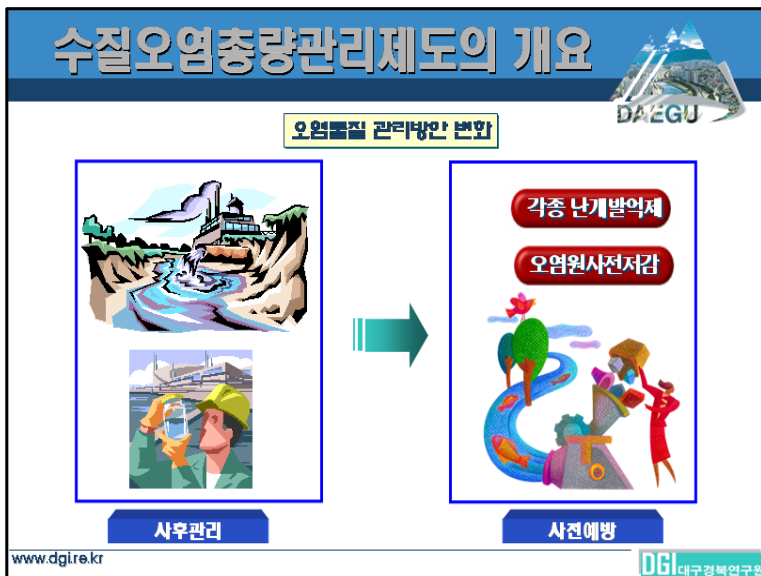 수질오염총량관리제도의 개요
DAEGU
오염물질 관리방안 변화
각종 난개발억제
오염원사전저감
사후관리
사전예방
www.dgi.re.kr
DGI 대구경북연구원